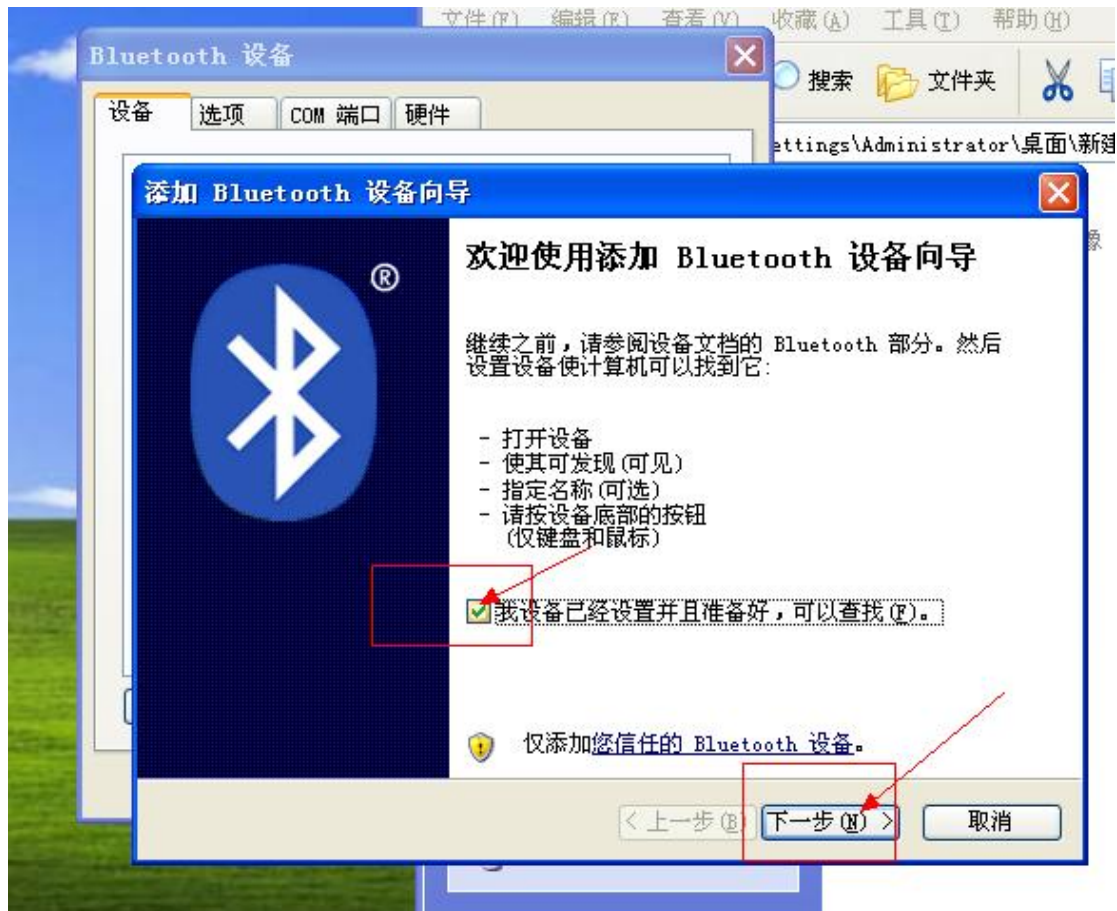 文件(F) 编辑(E) 查看(V) 收藏(A) 工具(T) 帮助(H)
Bluetooth 设备
搜索 文件夹
设备 选项 COM 端口 硬件
ettings\Administrator\桌面\新建
添加 Bluetooth 设备向导
欢迎使用添加 Bluetooth 设备向导
®
继续之前，请参阅设备文档的 Bluetooth 部分。然后
设置设备使计算机可以找到它:
- 打开设备
- 使其可发现(可见)
- 指定名称(可选)
- 请按设备底部的按钮
(仅键盘和鼠标)
我设备已经设置并且准备好，可以查找(F)。
仅添加您信任的 Bluetooth 设备。
< 上一步(B) 下一步(N) > 取消